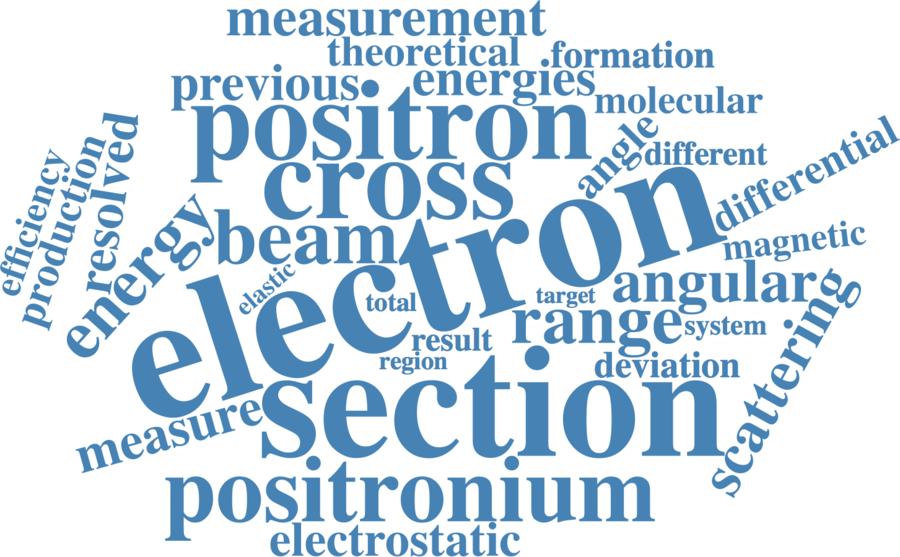 measurement
theoretical
.formation
previous
energies
molecular
positron
angle
different
differential
cross
efficiency
production
resolved
energy
beam
electron
magnetic
elastic
total
target
angular
range
system
result
region
deviation
scattering
section
measure
positronium
electrostatic